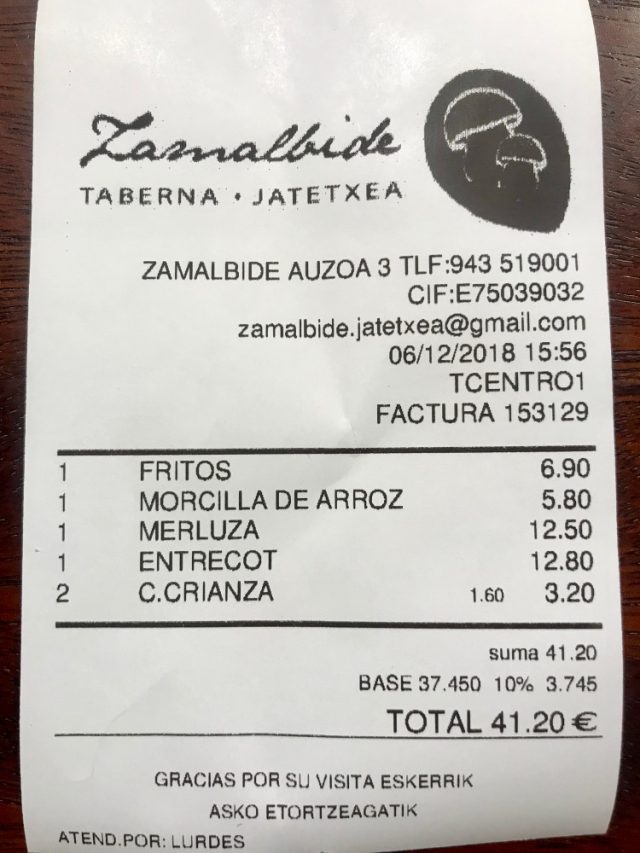 Zamalbide
TABERNA • JATETXEA
ZAMALBIDE AUZOA 3 TLF:943 519001
CIF:E75039032
zamalbide.jatetxea@gmail.com
06/12/2018 15:56
TCENTRO1
FACTURA 153129
1 FRITOS 6.90
1 MORCILLA DE ARROZ 5.80
1 MERLUZA 12.50
1 ENTRECOT 12.80
2 C.CRIANZA 1.60 3.20
suma 41.20
BASE 37.450 10% 3.745
TOTAL 41.20 €
GRACIAS POR SU VISITA ESKERRIK
ASKO ETORTZEAGATIK
ATEND.POR: LURDES